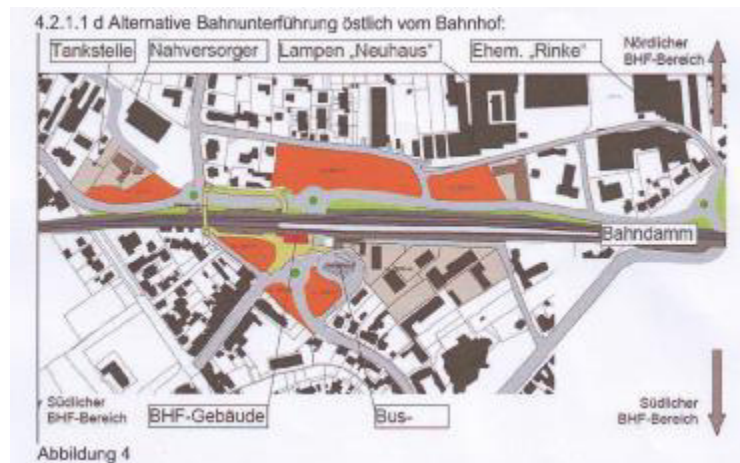 4.2.1.1 d Alternative Bahnunterführung östlich vom Bahnhof:
Tankstelle
Nahversorger
Lampen „Neuhaus"
Ehem. „Rinke"
Nördlicher
BHF-Bereich
Bahndamm
Südlicher
BHF-Bereich
BHF-Gebäude
Bus-
Südlicher
BHF-Bereich
Abbildung 4